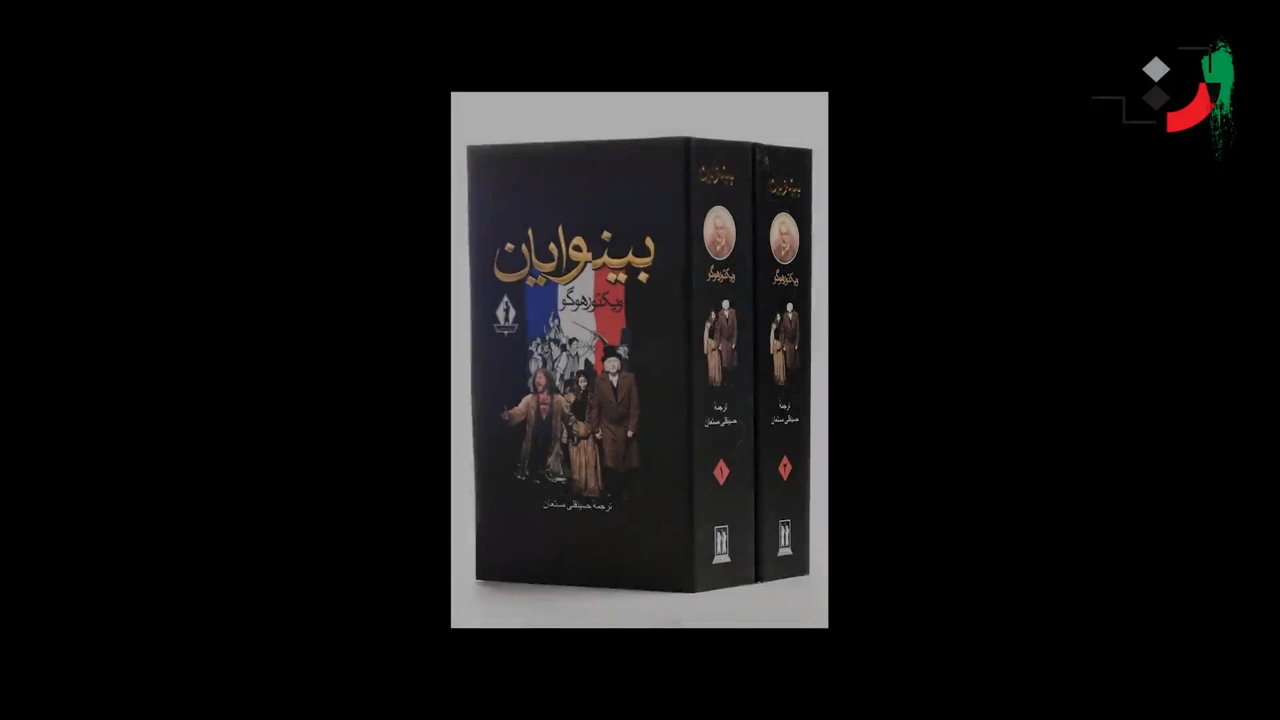 بینوایان
ویکتور هوگو
ترجمه حسینقلی مستعان
بینوایان
ویکتور هوگو
ترجمهٔ
حسینقلی مستعان
۱
بینوایان
ویکتور هوگو
ترجمهٔ
حسینقلی مستعان
۲